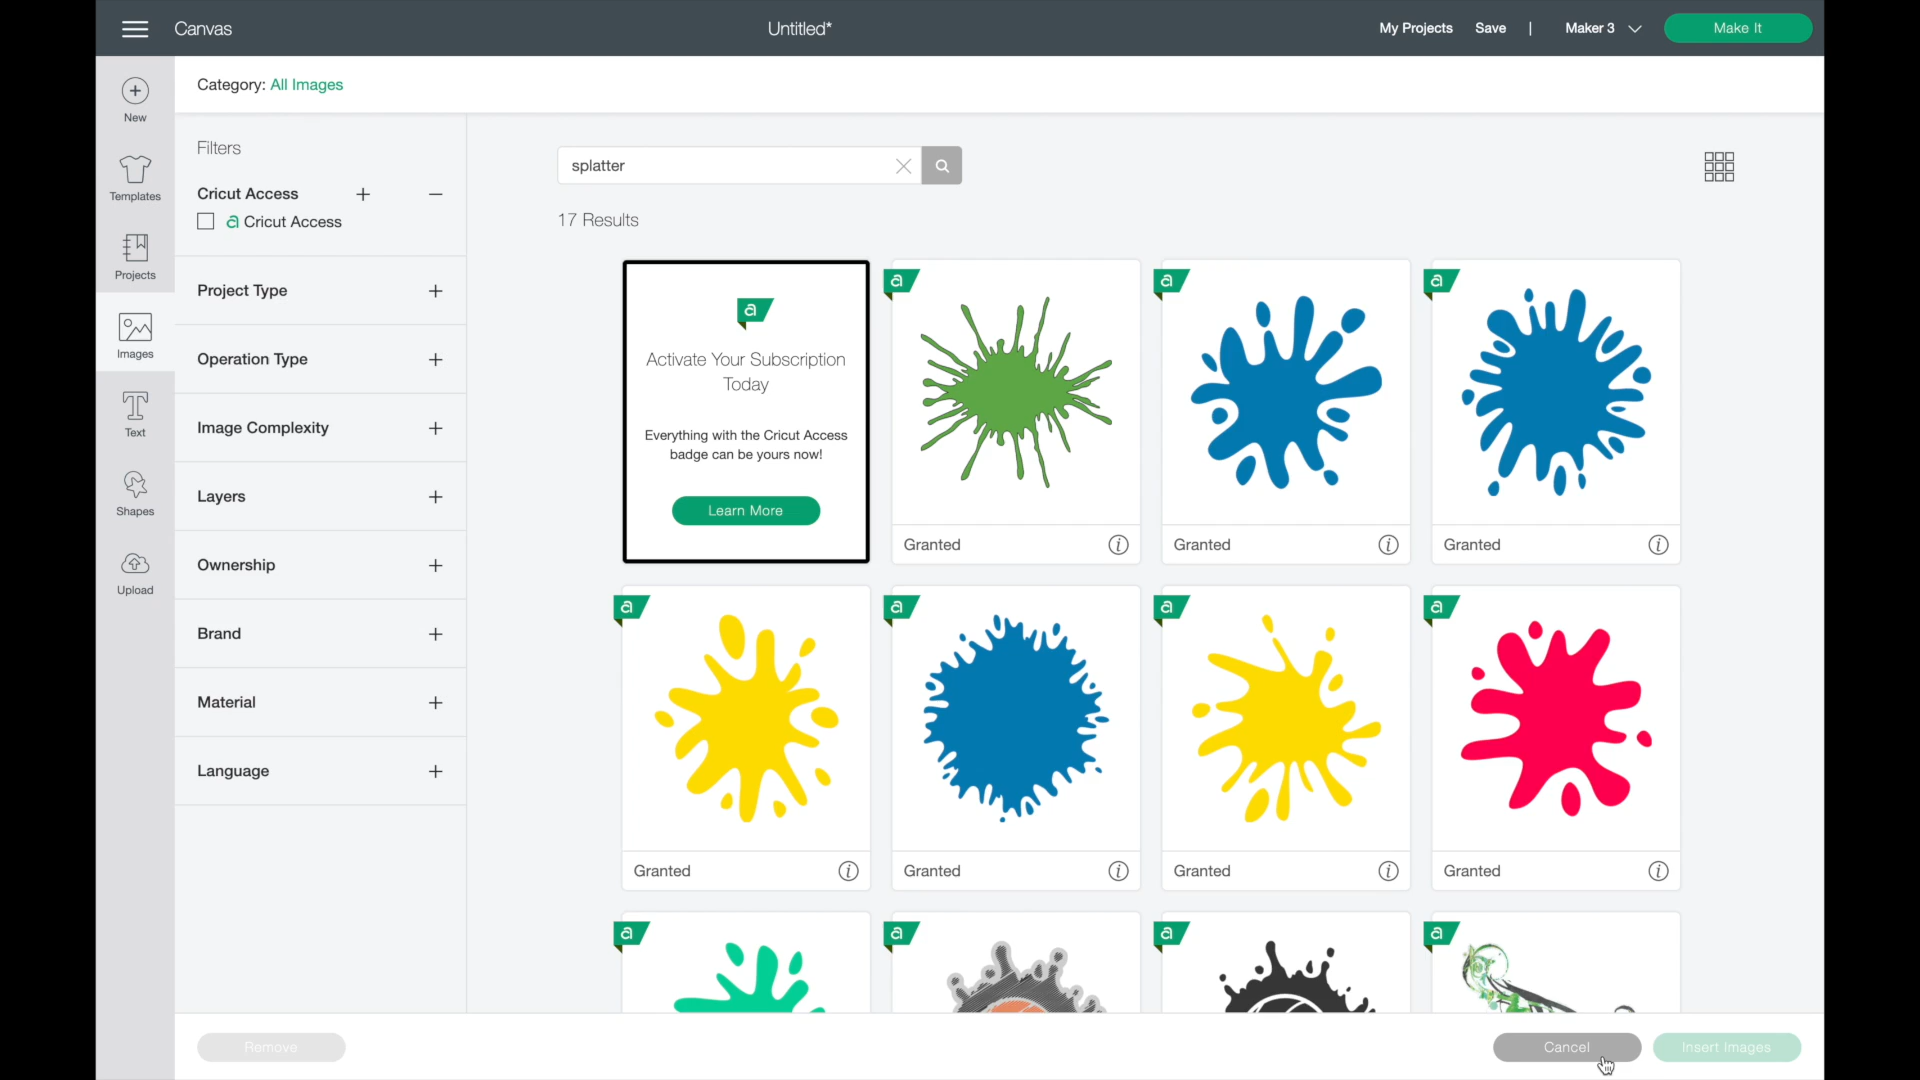 Canvas
Untitled*
My Projects
Save
|
Maker 3
Make It
New
Templates
Projects
Images
Text
Shapes
Upload
Category: All Images
Filters
Cricut Access
a Cricut Access
Project Type
Operation Type
Image Complexity
Layers
Ownership
Brand
Material
Language
splatter
17 Results
a
Activate Your Subscription
Today
Everything with the Cricut Access
badge can be yours now!
Learn More
a
Granted
a
Granted
a
Granted
a
Granted
a
Granted
a
Granted
a
Granted
a
a
a
a
Remove
Cancel
Insert Images